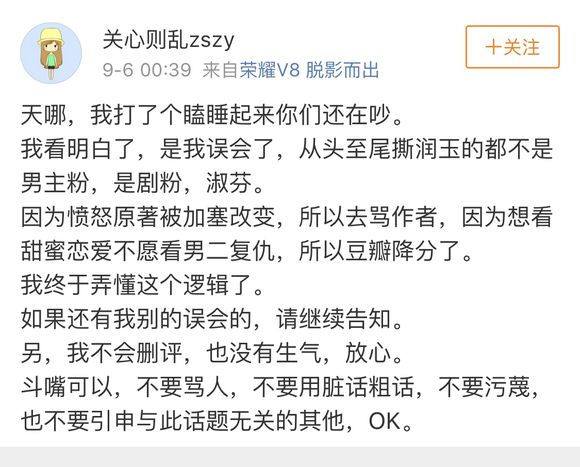 关心则乱zszy
十关注
9-6 00:39 来自荣耀V8 脱影而出
天哪，我打了个瞌睡起来你们还在吵。
我看明白了，是我误会了，从头至尾撕润玉的都不是
男主粉，是剧粉，淑芬。
因为愤怒原著被加塞改变，所以去骂作者，因为想看
甜蜜恋爱不愿看男二复仇，所以豆瓣降分了。
我终于弄懂这个逻辑了。
如果还有我别的误会的，请继续告知。
另，我不会删评，也没有生气，放心。
斗嘴可以，不要骂人，不要用脏话粗话，不要污蔑，
也不要引申与此话题无关的其他，OK。